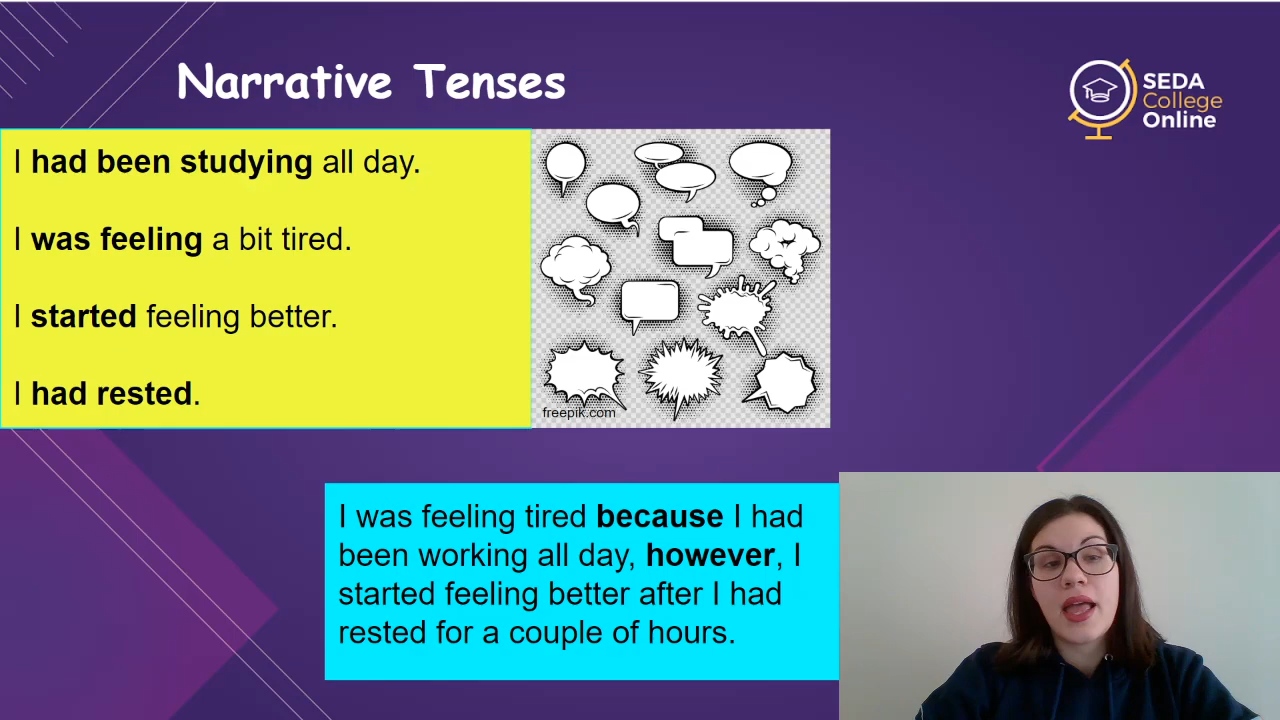 Narrative Tenses
SEDA
College
Online
I had been studying all day.
I was feeling a bit tired.
I started feeling better.
I had rested.
freepik.com
I was feeling tired because I had
been working all day, however, I
started feeling better after I had
rested for a couple of hours.